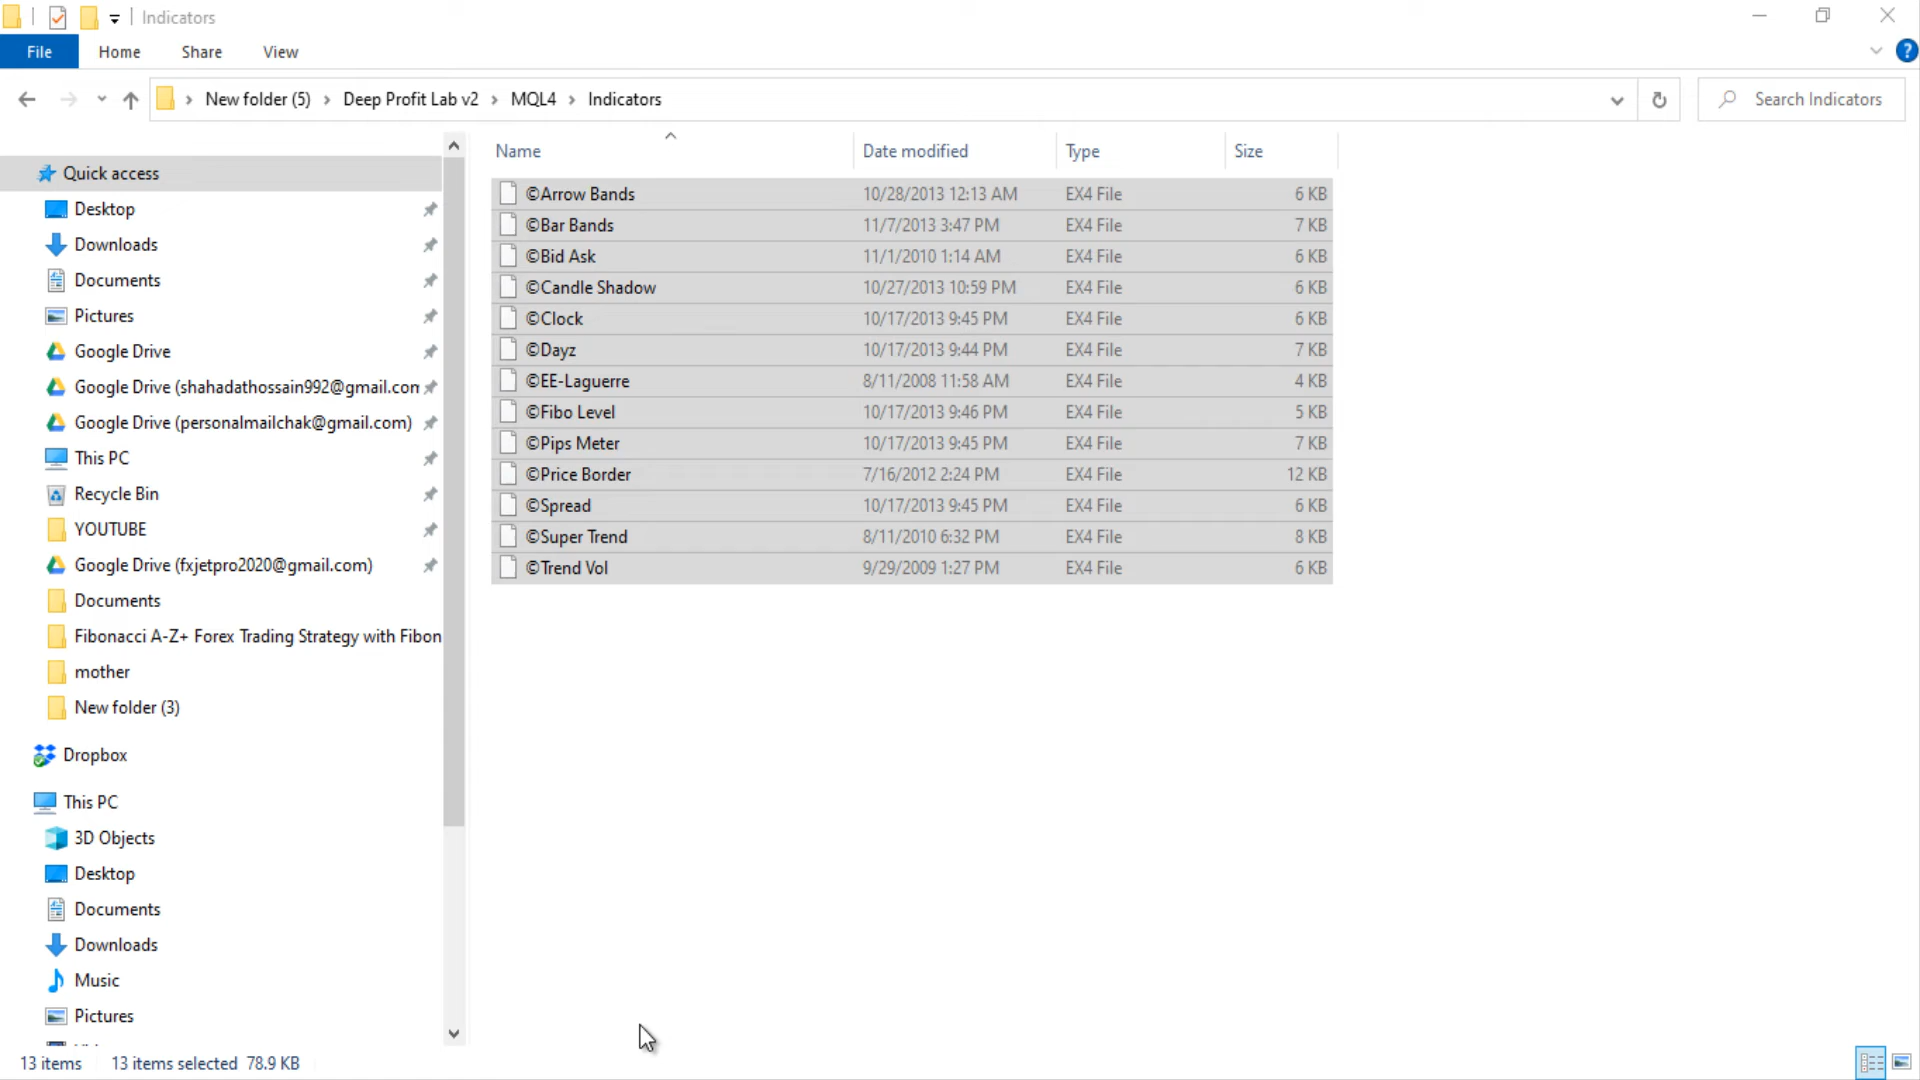 Indicators
File Home Share View
New folder (5) › Deep Profit Lab v2 › MQL4 › Indicators
Search Indicators
Name Date modified Type Size
Quick access
Desktop
Downloads
Documents
Pictures
Google Drive
Google Drive (shahadathossain992@gmail.com
Google Drive (personalmailchak@gmail.com)
This PC
Recycle Bin
YOUTUBE
Google Drive (fxjetpro2020@gmail.com)
Documents
Fibonacci A-Z+ Forex Trading Strategy with Fibon
mother
New folder (3)
Dropbox
This PC
3D Objects
Desktop
Documents
Downloads
Music
Pictures
©Arrow Bands 10/28/2013 12:13 AM EX4 File 6 KB
©Bar Bands 11/7/2013 3:47 PM EX4 File 7 KB
©Bid Ask 11/1/2010 1:14 AM EX4 File 6 KB
©Candle Shadow 10/27/2013 10:59 PM EX4 File 6 KB
©Clock 10/17/2013 9:45 PM EX4 File 6 KB
©Dayz 10/17/2013 9:44 PM EX4 File 7 KB
©EE-Laguerre 8/11/2008 11:58 AM EX4 File 4 KB
©Fibo Level 10/17/2013 9:46 PM EX4 File 5 KB
©Pips Meter 10/17/2013 9:45 PM EX4 File 7 KB
©Price Border 7/16/2012 2:24 PM EX4 File 12 KB
©Spread 10/17/2013 9:45 PM EX4 File 6 KB
©Super Trend 8/11/2010 6:32 PM EX4 File 8 KB
©Trend Vol 9/29/2009 1:27 PM EX4 File 6 KB
13 items 13 items selected 78.9 KB